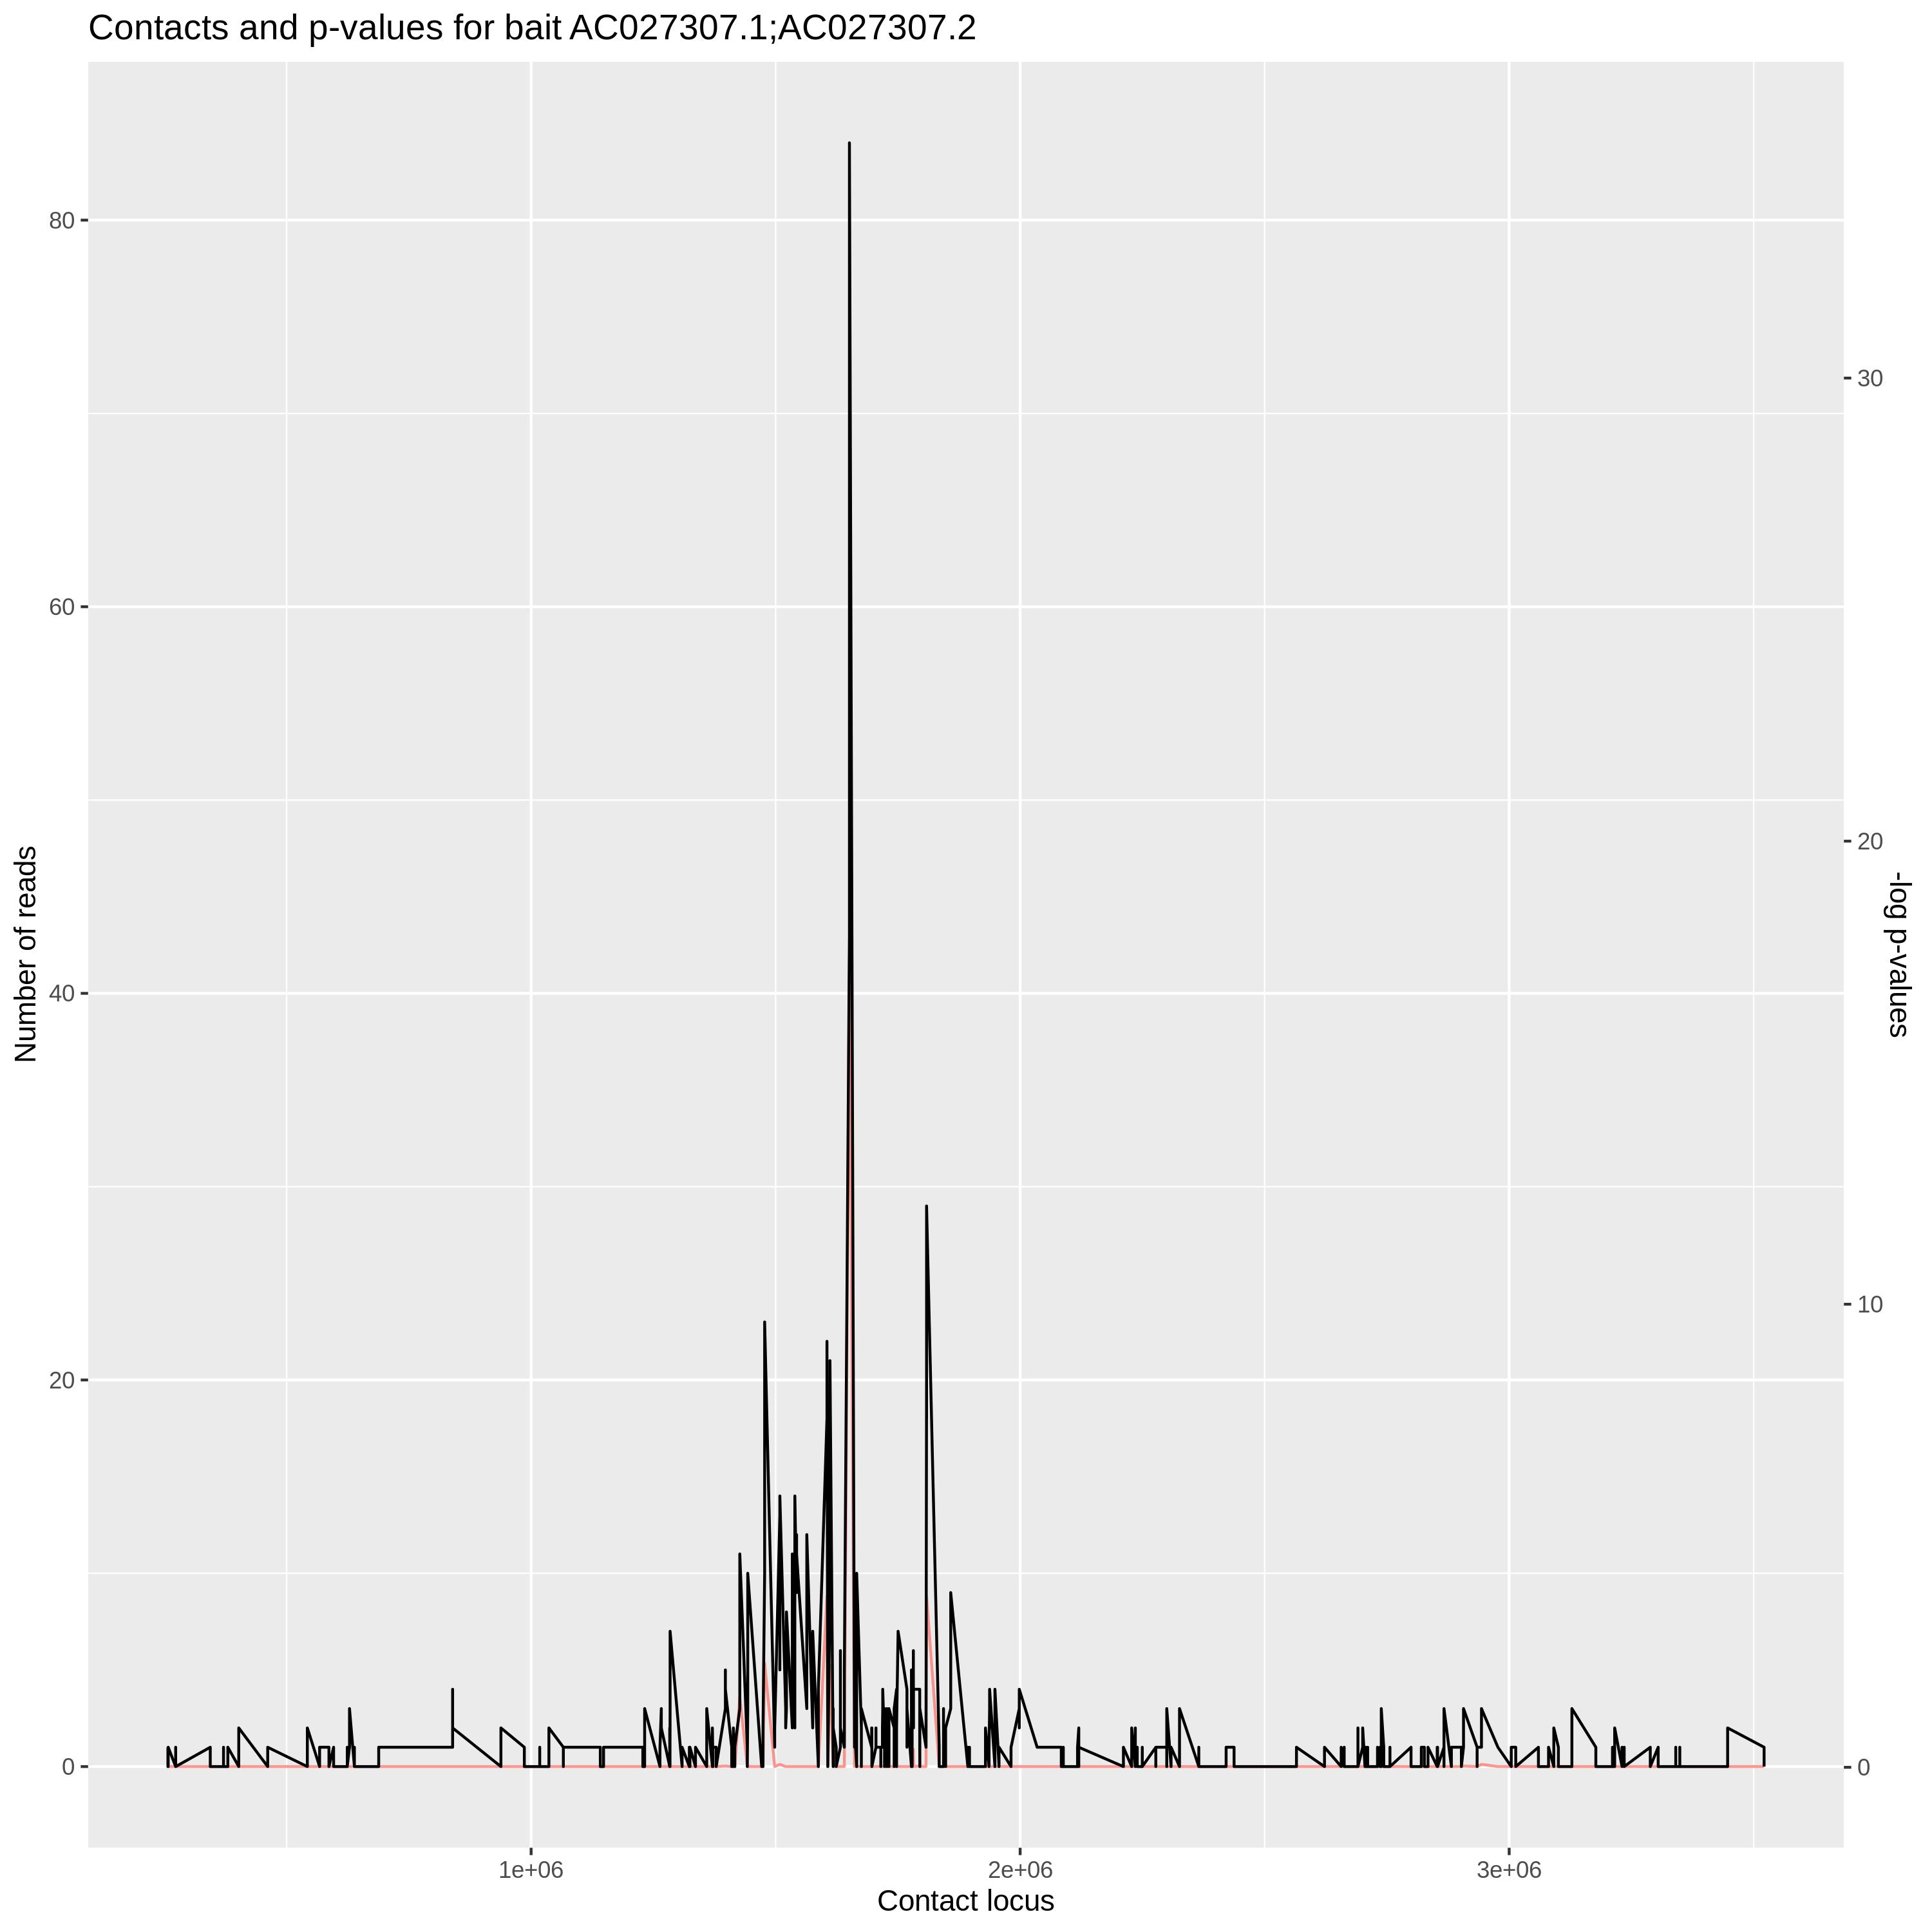 Contacts and p-values for bait AC027307.1;AC027307.2
80
60
40
20
0
Number of reads
30
20
10
0
-log p-values
1e+06
2e+06
3e+06
Contact locus